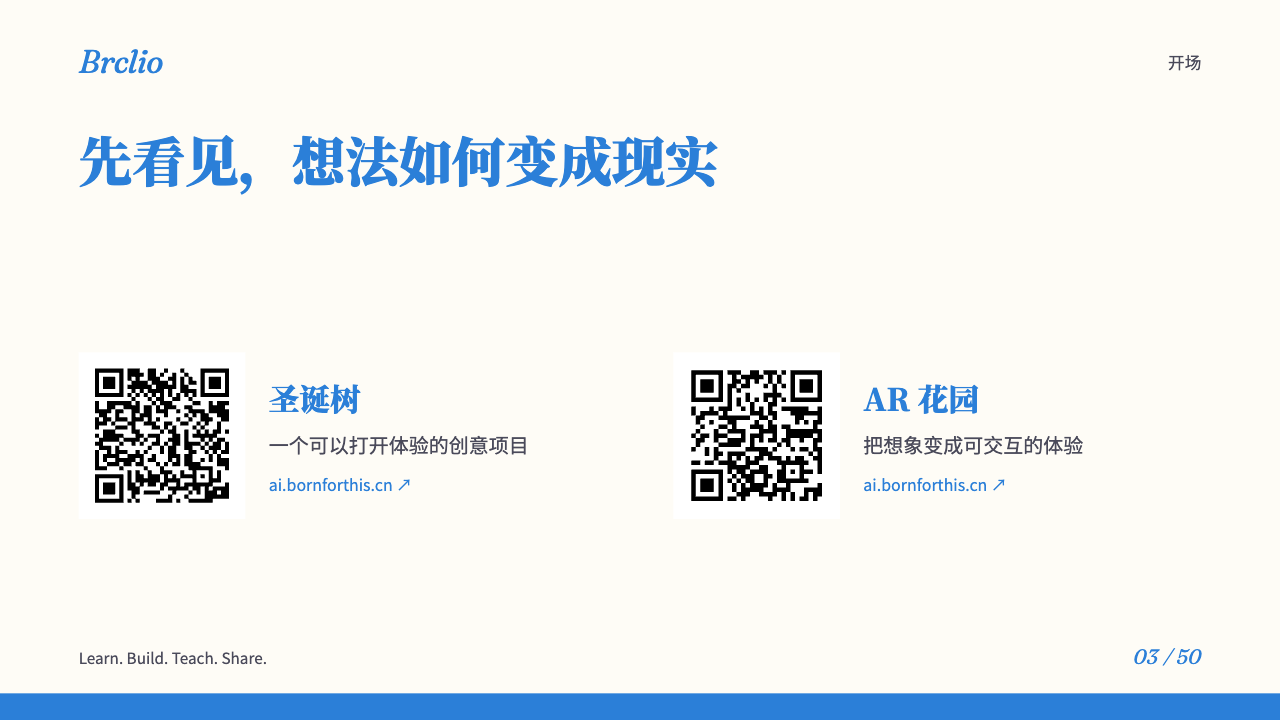 Brclio
开场
先看见，想法如何变成现实
圣诞树
一个可以打开体验的创意项目
ai.bornforthis.cn ↗
AR 花园
把想象变成可交互的体验
ai.bornforthis.cn ↗
Learn. Build. Teach. Share.
03 / 50